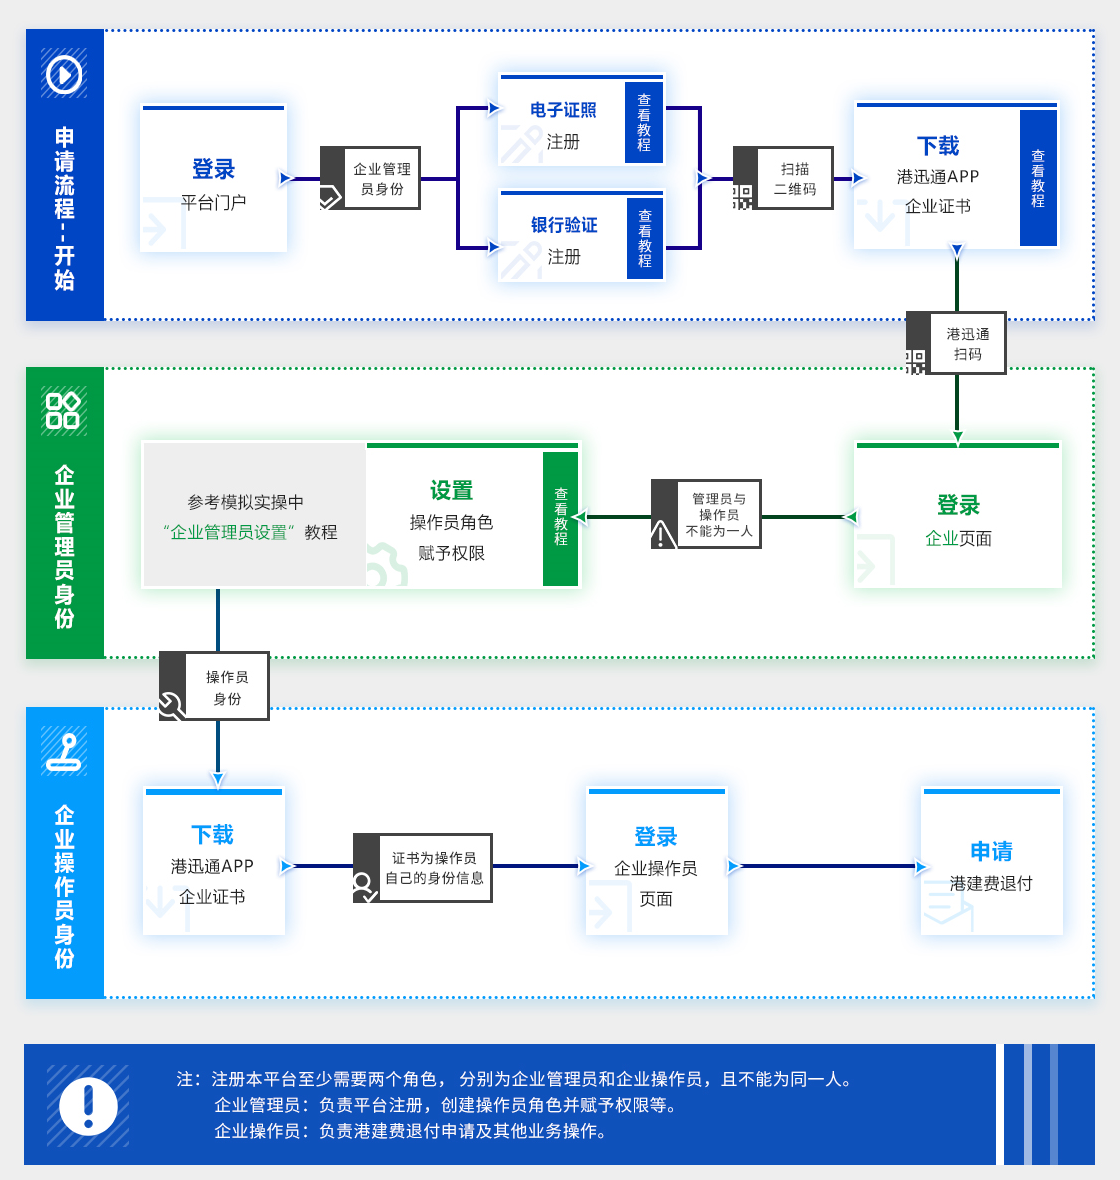 申请流程--开始
登录
平台门户
企业管理
员身份
电子证照
注册
查看教程
银行验证
注册
查看教程
扫描
二维码
下载
港迅通APP
企业证书
查看教程
港迅通
扫码
企业管理员身份
参考模拟实操中
“企业管理员设置” 教程
设置
操作员角色
赋予权限
查看教程
管理员与
操作员
不能为一人
登录
企业页面
操作员
身份
企业操作员身份
下载
港迅通APP
企业证书
证书为操作员
自己的身份信息
登录
企业操作员
页面
申请
港建费退付
注：注册本平台至少需要两个角色， 分别为企业管理员和企业操作员，且不能为同一人。
企业管理员：负责平台注册，创建操作员角色并赋予权限等。
企业操作员：负责港建费退付申请及其他业务操作。